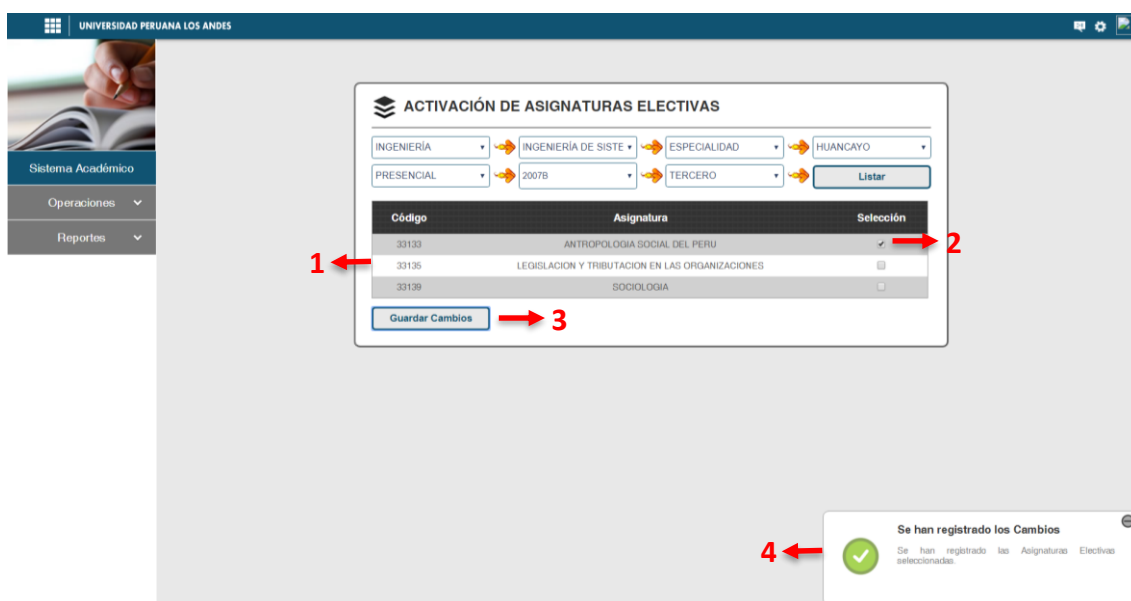 UNIVERSIDAD PERUANA LOS ANDES
Sistema Académico
Operaciones
Reportes
ACTIVACIÓN DE ASIGNATURAS ELECTIVAS
INGENIERÍA INGENIERÍA DE SISTE ESPECIALIDAD HUANCAYO
PRESENCIAL 2007B TERCERO Listar
Código Asignatura Selección
33133 ANTROPOLOGIA SOCIAL DEL PERU 2
1 33135 LEGISLACION Y TRIBUTACION EN LAS ORGANIZACIONES
33139 SOCIOLOGIA
Guardar Cambios 3
Se han registrado los Cambios
4 Se han registrado las Asignaturas Electivas
seleccionadas.